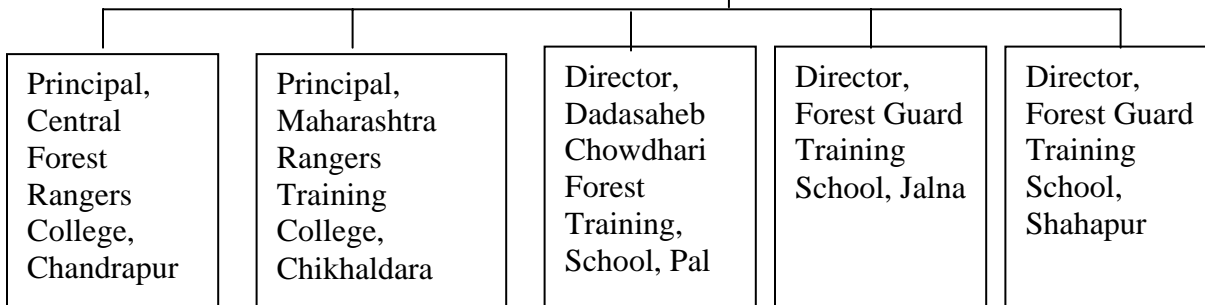 Principal,
Central
Forest
Rangers
College,
Chandrapur
Principal,
Maharashtra
Rangers
Training
College,
Chikhaldara
Director,
Dadasaheb
Chowdhari
Forest
Training,
School, Pal
Director,
Forest Guard
Training
School, Jalna
Director,
Forest Guard
Training
School,
Shahapur